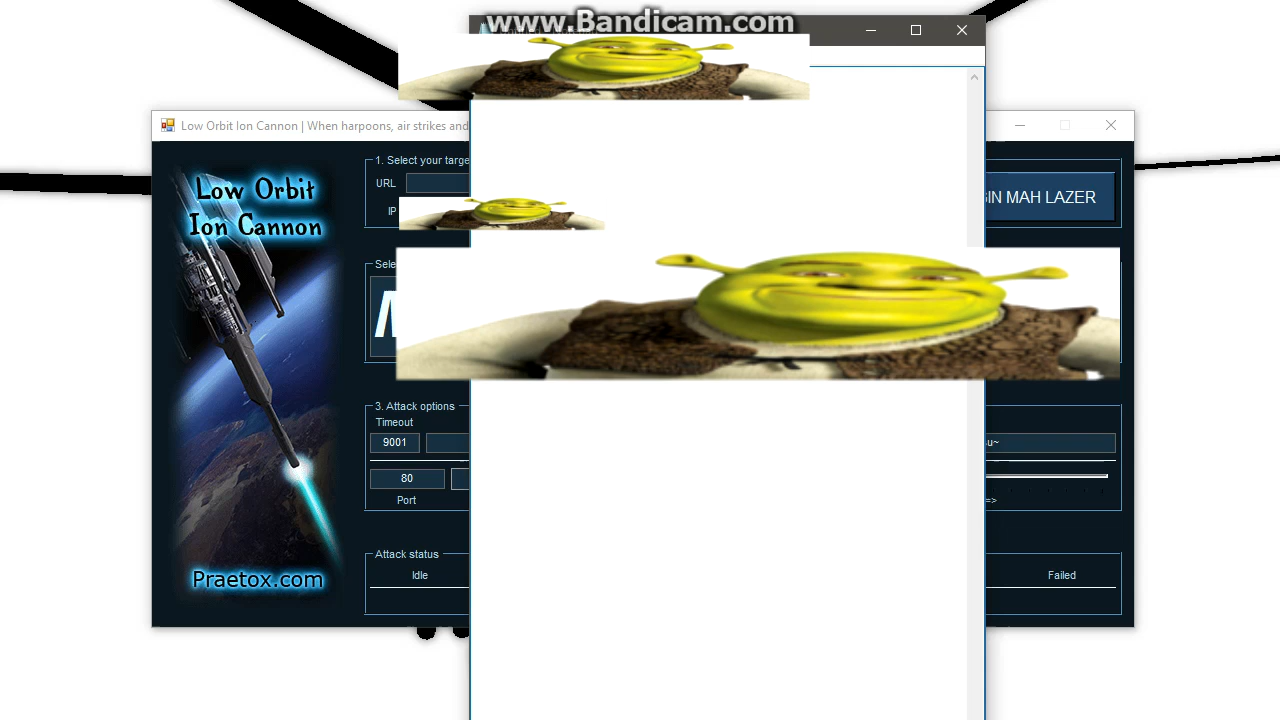 www.Bandicam.com
Low Orbit Ion Cannon | When harpoons, air strikes and
Low Orbit
Ion Cannon
1. Select your targe
URL
IP
IN MAH LAZER
Sele
3. Attack options
Timeout
9001
u~
80
Port
=>
Attack status
Idle
Failed
Praetox.com